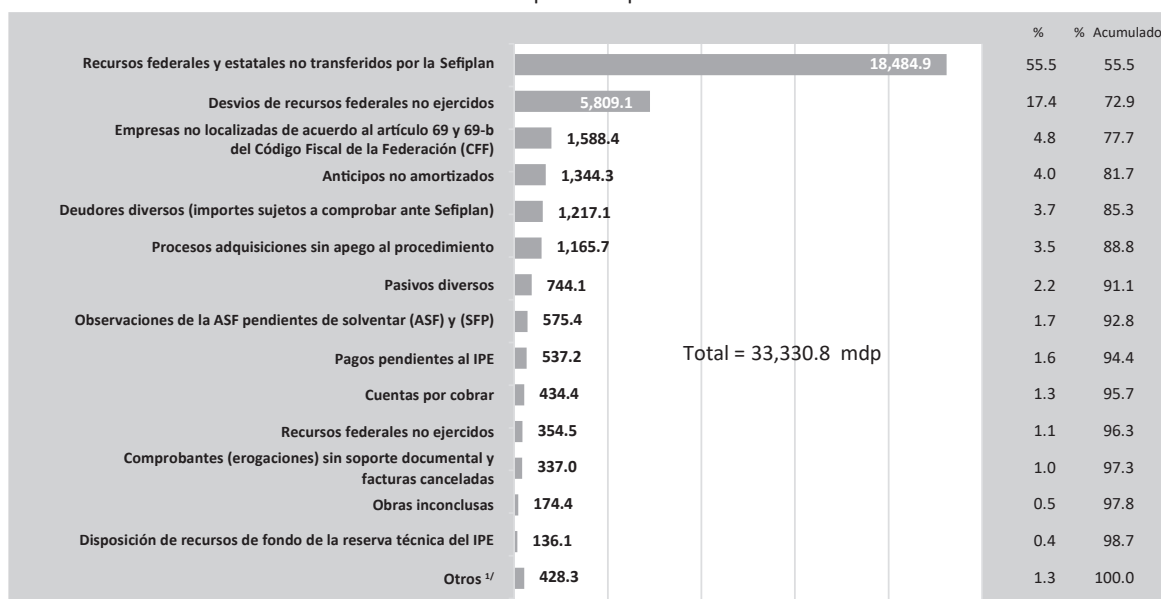 % % Acumulado
Recursos federales y estatales no transferidos por la Sefiplan 18,484.9 55.5 55.5
Desvios de recursos federales no ejercidos 5,809.1 17.4 72.9
Empresas no localizadas de acuerdo al artículo 69 y 69-b
del Código Fiscal de la Federación (CFF) 1,588.4 4.8 77.7
Anticipos no amortizados 1,344.3 4.0 81.7
Deudores diversos (importes sujetos a comprobar ante Sefiplan) 1,217.1 3.7 85.3
Procesos adquisiciones sin apego al procedimiento 1,165.7 3.5 88.8
Pasivos diversos 744.1 2.2 91.1
Observaciones de la ASF pendientes de solventar (ASF) y (SFP) 575.4 1.7 92.8
Pagos pendientes al IPE 537.2 Total = 33,330.8 mdp 1.6 94.4
Cuentas por cobrar 434.4 1.3 95.7
Recursos federales no ejercidos 354.5 1.1 96.3
Comprobantes (erogaciones) sin soporte documental y
facturas canceladas 337.0 1.0 97.3
Obras inconclusas 174.4 0.5 97.8
Disposición de recursos de fondo de la reserva técnica del IPE 136.1 0.4 98.7
Otros 1/ 428.3 1.3 100.0